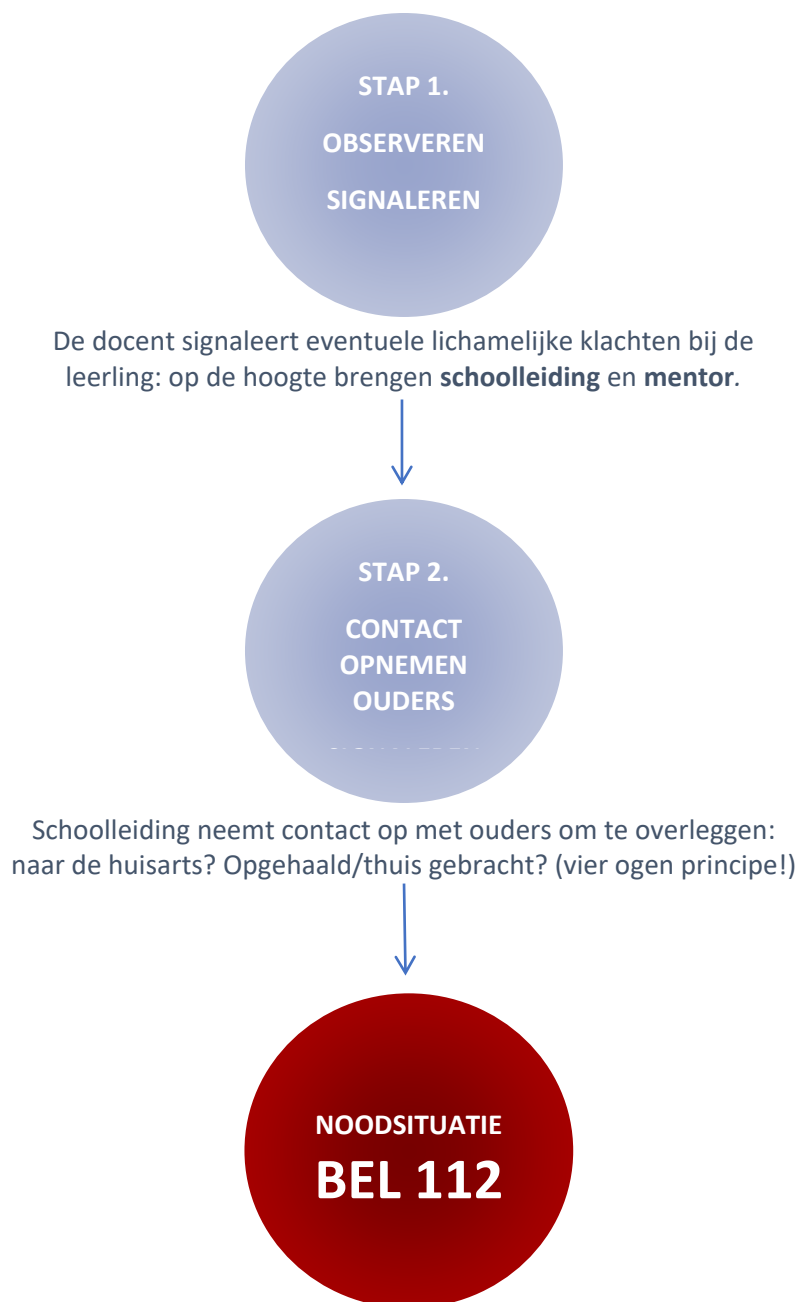 STAP 1.
OBSERVEREN
SIGNALEREN
De docent signaleert eventuele lichamelijke klachten bij de
leerling: op de hoogte brengen schoolleiding en mentor.
STAP 2.
CONTACT
OPNEMEN
OUDERS
Schoolleiding neemt contact op met ouders om te overleggen:
naar de huisarts? Opgehaald/thuis gebracht? (vier ogen principe!)
NOODSITUATIE
BEL 112